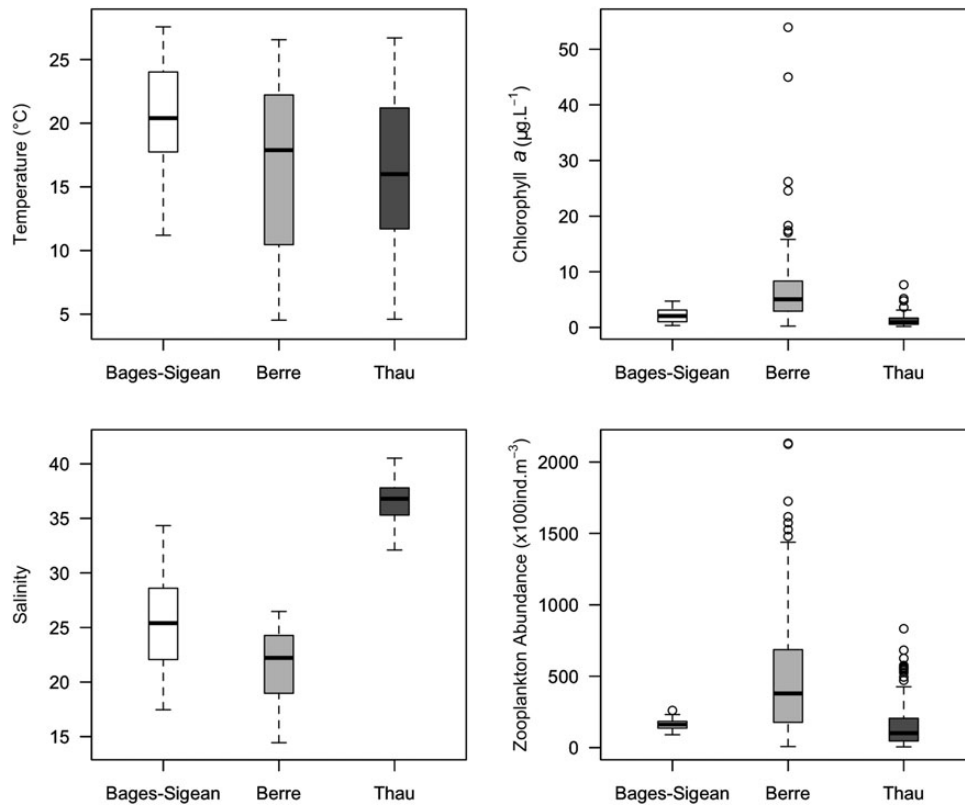 Temperature (°C)
25
20
15
10
5
Bages-Sigean Berre Thau
Chlorophyll a (µg.L⁻¹)
50
40
30
20
10
0
Bages-Sigean Berre Thau
Salinity
40
35
30
25
20
15
Bages-Sigean Berre Thau
Zooplankton Abundance (x100ind.m⁻³)
2000
1500
1000
500
0
Bages-Sigean Berre Thau